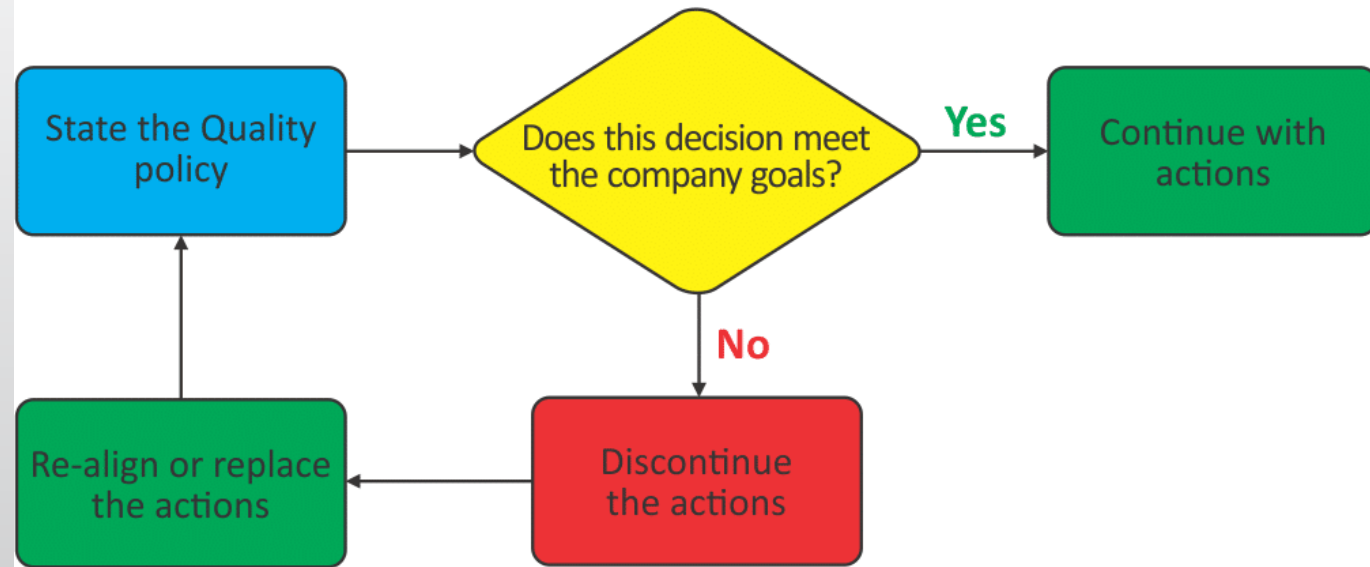 State the Quality
policy
Does this decision meet
the company goals?
Yes
Continue with
actions
No
Discontinue
the actions
Re-align or replace
the actions